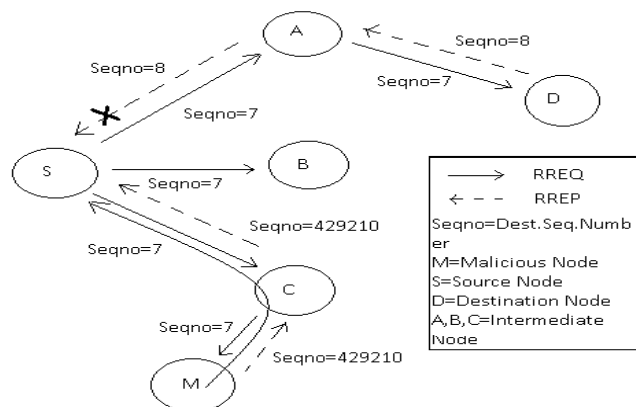 A
Seqno=8
Seqno=8
Seqno=7
D
Seqno=7
S
B
Seqno=7
RREQ
RREP
Seqno=Dest.Seq.Numb
er
M=Malicious Node
S=Source Node
D=Destination Node
A,B,C=Intermediate
Node
Seqno=429210
Seqno=7
C
Seqno=7
Seqno=429210
M